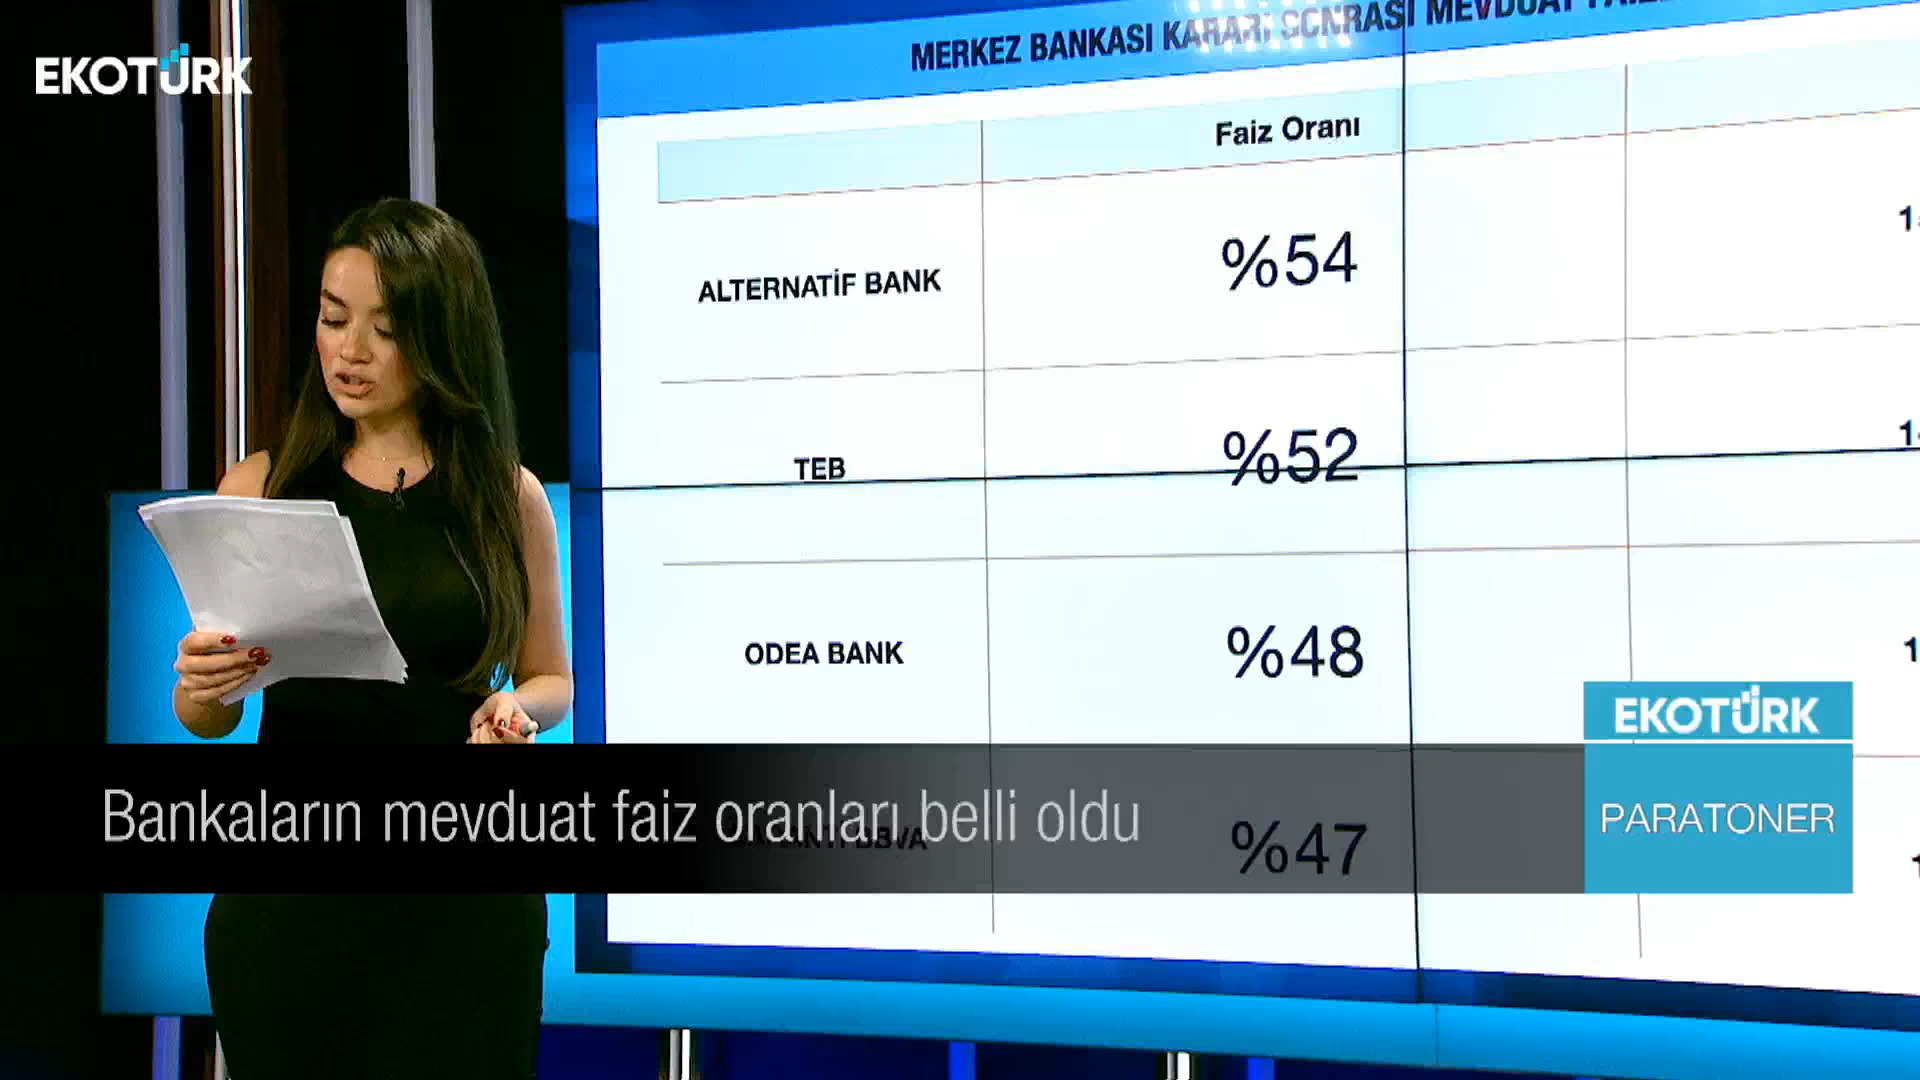 EKOTÜRK
MERKEZ BANKASI KARARI SONRASI MEVDUAT
Faiz Oranı
ALTERNATİF BANK
%54
TEB
%52
ODEA BANK
%48
EKOTÜRK
Bankaların mevduat faiz oranları belli oldu
PARATONER
%47